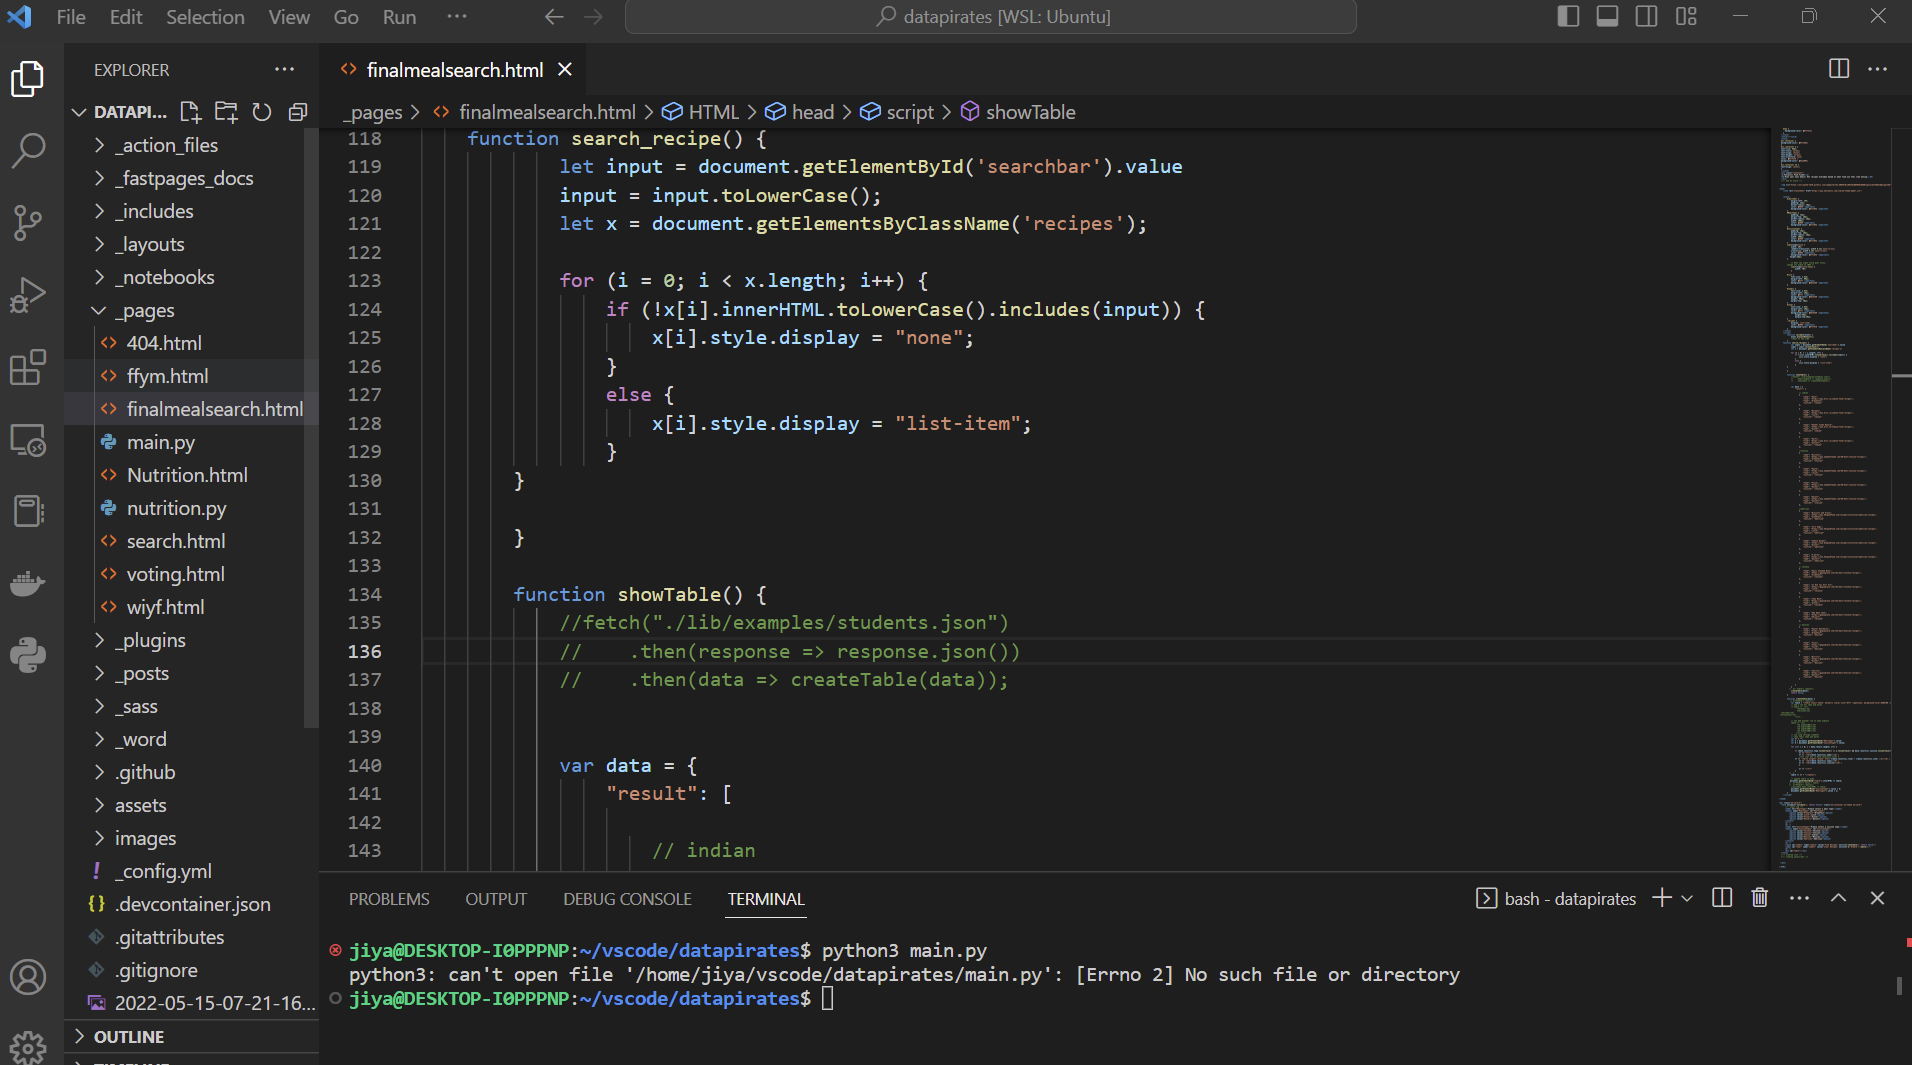 File Edit Selection View Go Run ··· datapirates [WSL: Ubuntu]
EXPLORER ···
DATAPI...
_action_files
_fastpages_docs
_includes
_layouts
_notebooks
_pages
404.html
ffym.html
finalmealsearch.html
main.py
Nutrition.html
nutrition.py
search.html
voting.html
wiyf.html
_plugins
_posts
_sass
_word
.github
assets
images
_config.yml
.devcontainer.json
.gitattributes
.gitignore
2022-05-15-07-21-16...
OUTLINE
finalmealsearch.html
_pages > finalmealsearch.html > HTML > head > script > showTable
118 function search_recipe() {
119 let input = document.getElementById('searchbar').value
120 input = input.toLowerCase();
121 let x = document.getElementsByClassName('recipes');
122
123 for (i = 0; i < x.length; i++) {
124 if (!x[i].innerHTML.toLowerCase().includes(input)) {
125 x[i].style.display = "none";
126 }
127 else {
128 x[i].style.display = "list-item";
129 }
130 }
131
132 }
133
134 function showTable() {
135 //fetch("./lib/examples/students.json")
136 // .then(response => response.json())
137 // .then(data => createTable(data));
138
139
140 var data = {
141 "result": [
142
143 // indian
PROBLEMS OUTPUT DEBUG CONSOLE TERMINAL bash - datapirates
jiya@DESKTOP-I0PPPNP:~/vscode/datapirates$ python3 main.py
python3: can't open file '/home/jiya/vscode/datapirates/main.py': [Errno 2] No such file or directory
jiya@DESKTOP-I0PPPNP:~/vscode/datapirates$